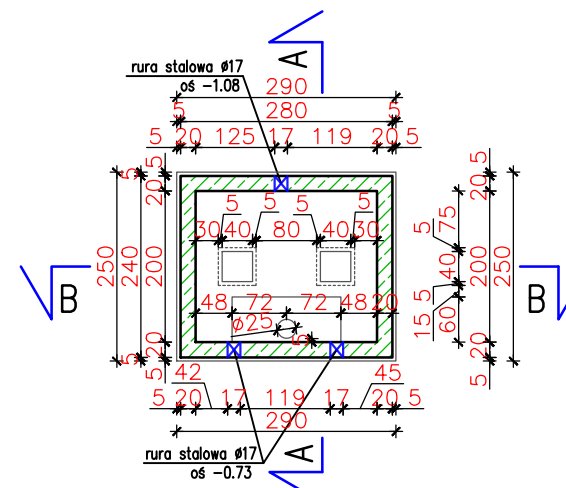 A
rura stalowa ø17
oś -1.08
290
5 280 5
5 20 125 17 119 20 5
5 5 5 5
30 40 80 40 30
48 72 72 48 20
ø25
5
250
240
5 200 5
5 20 20 5
5 20 75
5 40 200 250
15 5 60
20
5
B
B
42 45
5 20 17 119 17 20 5
290
rura stalowa ø17
oś -0.73
A